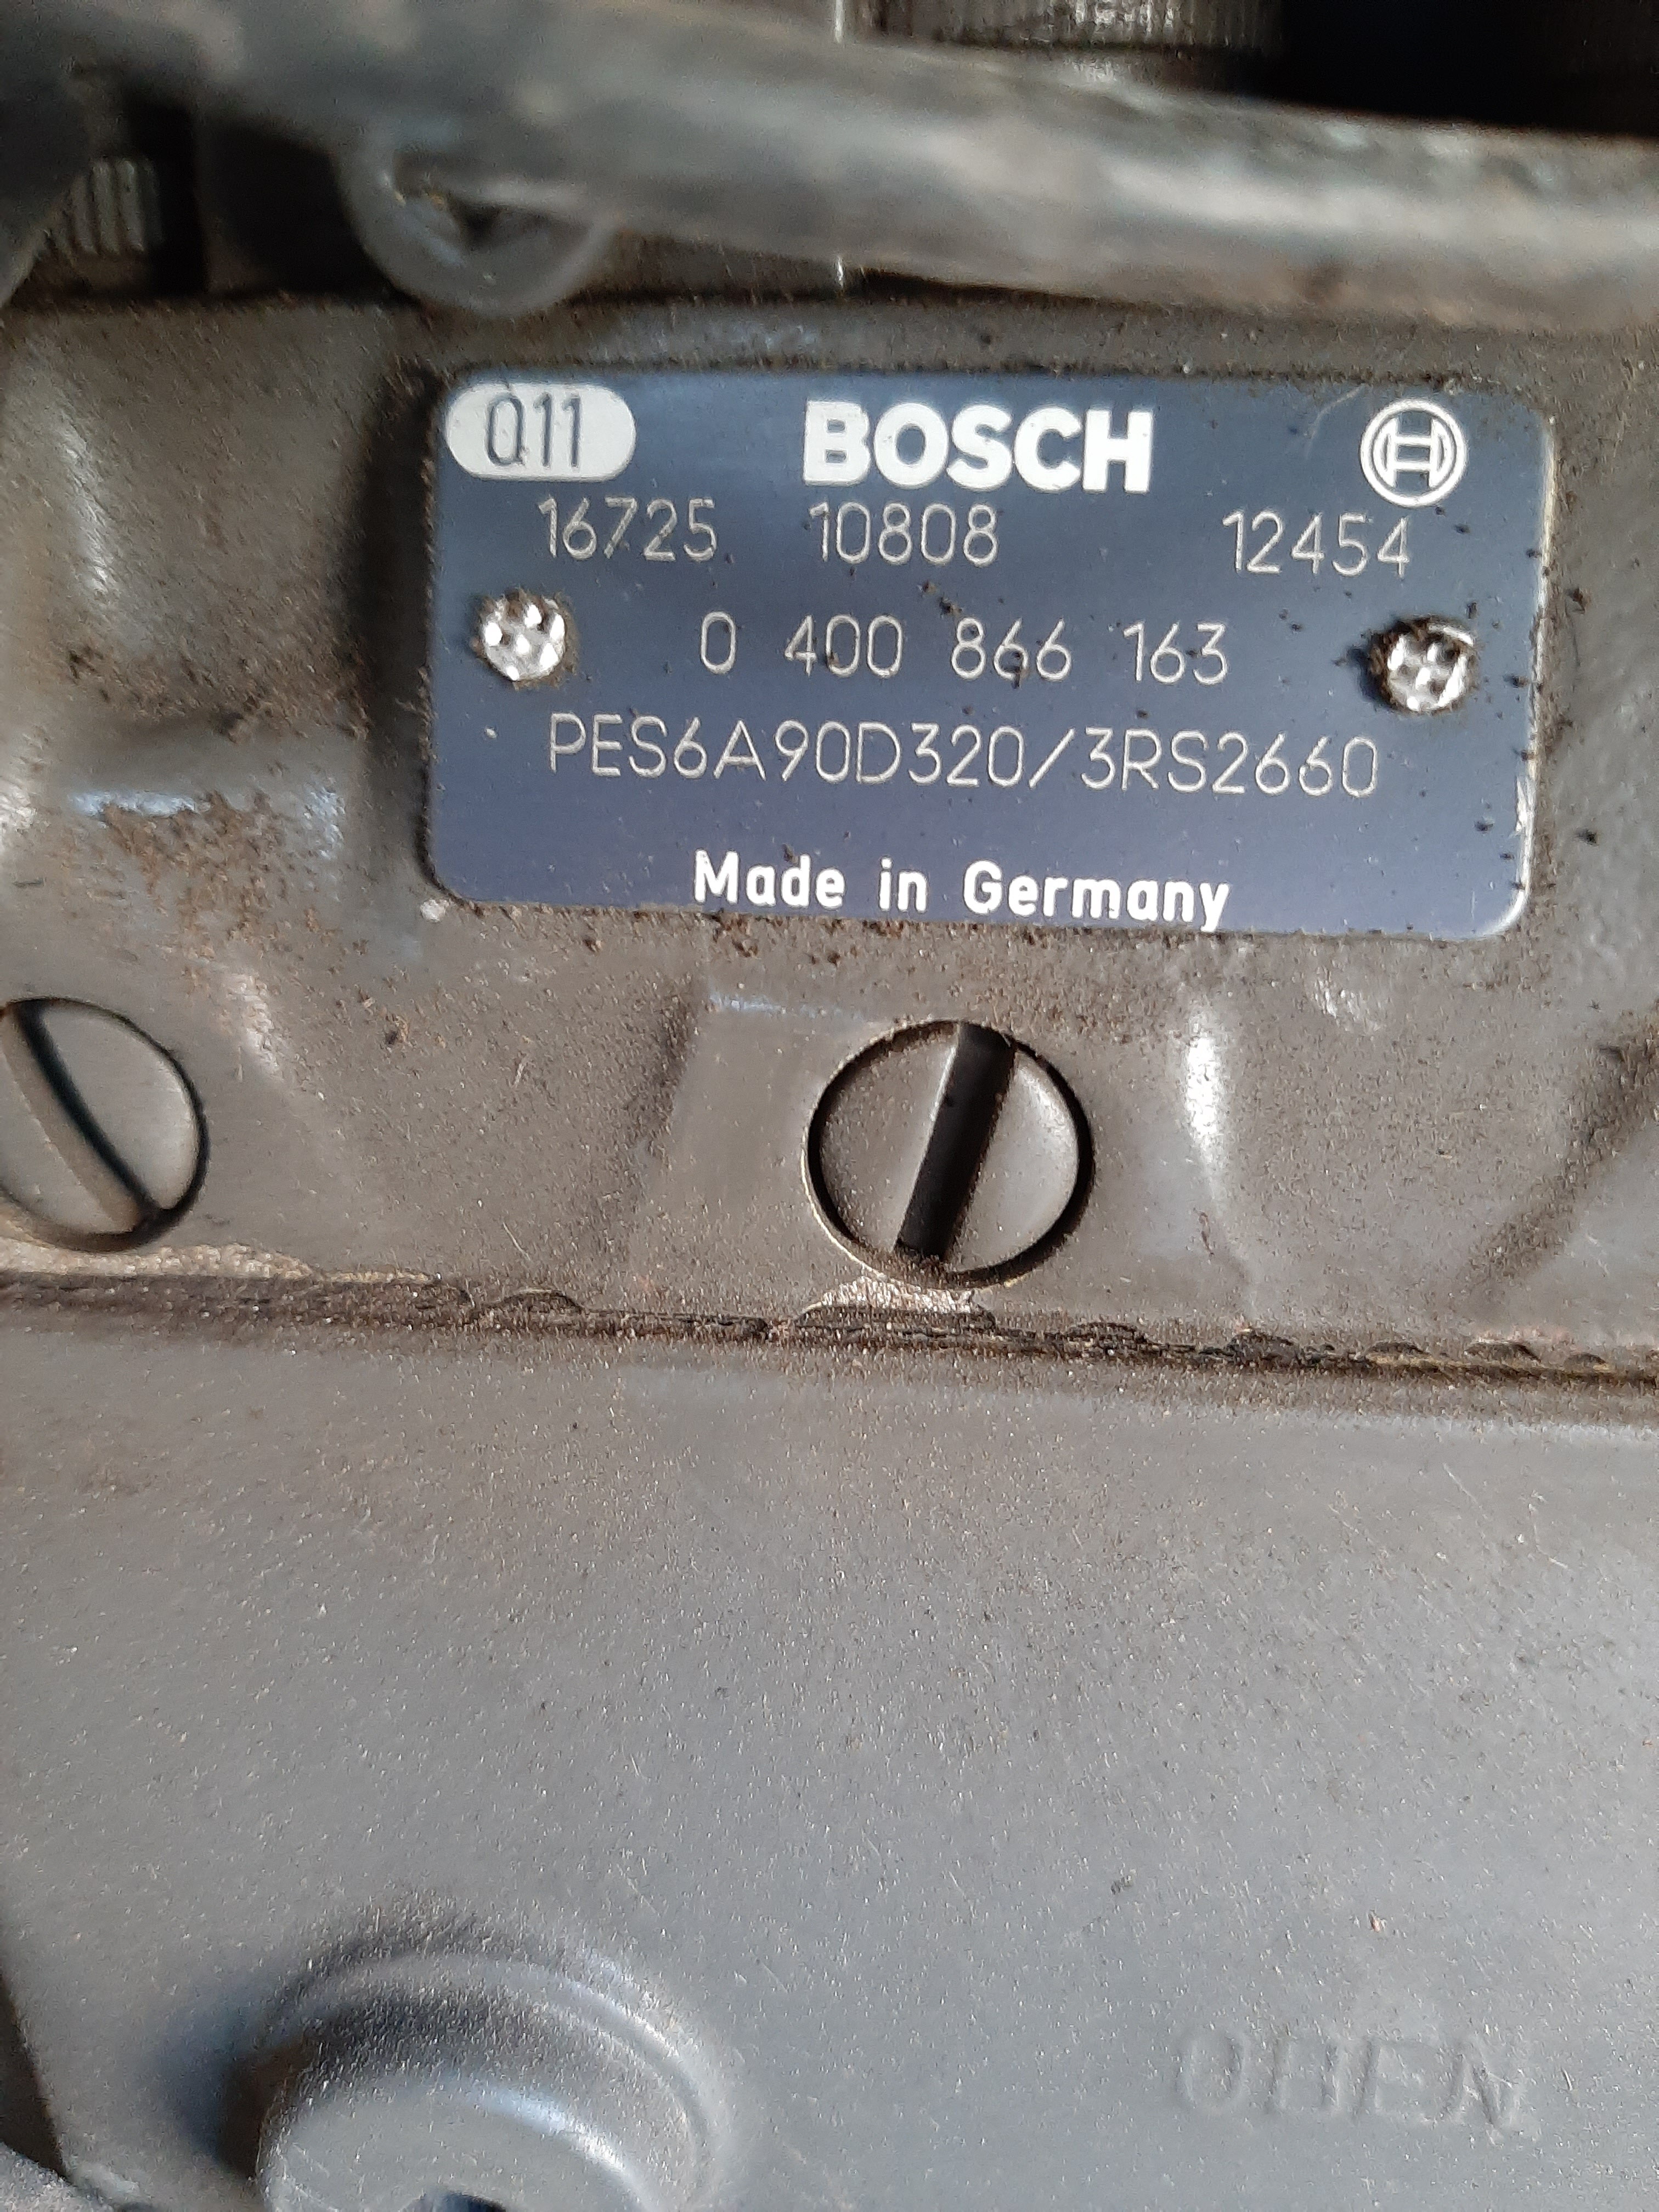 Q11 BOSCH
16725 10808 12454
0 400 866 163
PES6A90D320/3RS2660
Made in Germany
OBEN